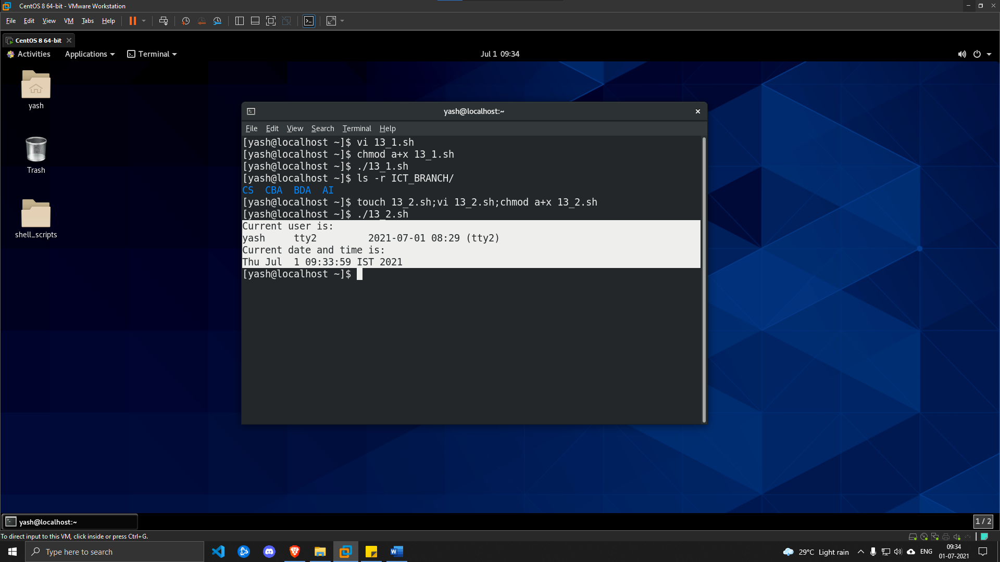 CentOS 8 64-bit - VMware Workstation
File Edit View VM Tabs Help
CentOS 8 64-bit
Activities Applications Terminal Jul 1 09:34
yash
Trash
shell_scripts
yash@localhost:~
File Edit View Search Terminal Help
[yash@localhost ~]$ vi 13_1.sh
[yash@localhost ~]$ chmod a+x 13_1.sh
[yash@localhost ~]$ ./13_1.sh
[yash@localhost ~]$ ls -r ICT_BRANCH/
CS  CBA  BDA  AI
[yash@localhost ~]$ touch 13_2.sh;vi 13_2.sh;chmod a+x 13_2.sh
[yash@localhost ~]$ ./13_2.sh
Current user is:
yash     tty2         2021-07-01 08:29 (tty2)
Current date and time is:
Thu Jul  1 09:33:59 IST 2021
[yash@localhost ~]$
yash@localhost:~
1 / 2
To direct input to this VM, click inside or press Ctrl+G.
Type here to search
29°C Light rain
ENG
09:34
01-07-2021